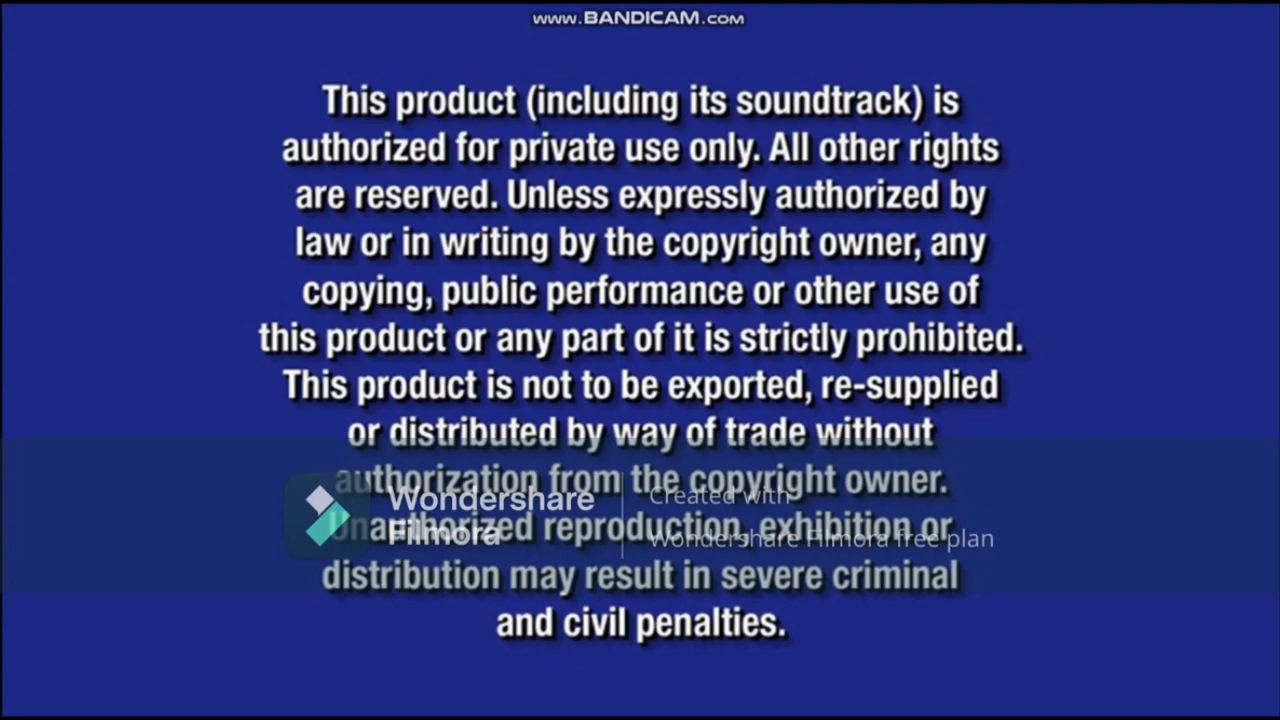 www.BANDICAM.com
This product (including its soundtrack) is
authorized for private use only. All other rights
are reserved. Unless expressly authorized by
law or in writing by the copyright owner, any
copying, public performance or other use of
this product or any part of it is strictly prohibited.
This product is not to be exported, re-supplied
or distributed by way of trade without
authorization from the copyright owner.
Unauthorized reproduction, exhibition or
distribution may result in severe criminal
and civil penalties.
Wondershare
Filmora
Created with
Wondershare Filmora free plan